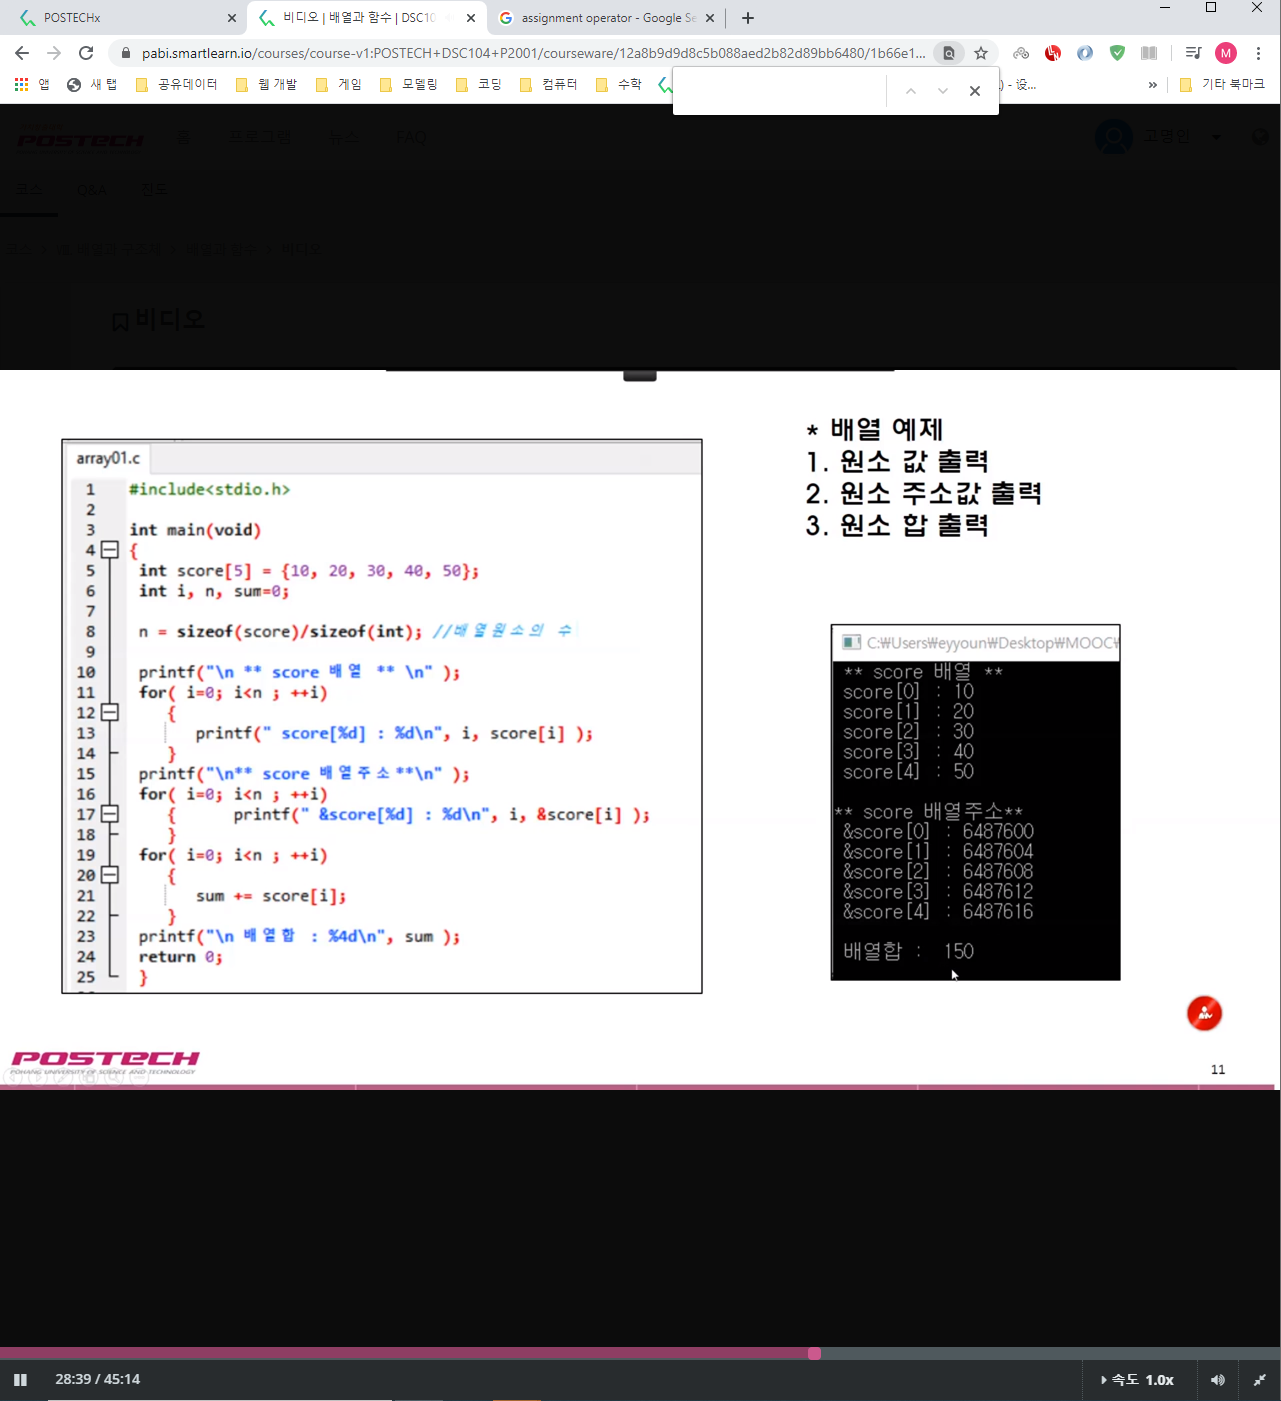 POSTECHx
비디오 | 배열과 함수 | DSC10
assignment operator - Google Se
pabi.smartlearn.io/courses/course-v1:POSTECH+DSC104+P2001/courseware/12a8b9d9d8c5b088aed2b82d89bb6480/1b66e1...
M
앱
새 탭
공유데이터
웹 개발
게임
모델링
코딩
컴퓨터
수학
) - 设...
»
기타 북마크
POSTECH
홈
프로그램
뉴스
FAQ
고명인
코스
Q&A
진도
비디오
* 배열 예제
1. 원소 값 출력
2. 원소 주소값 출력
3. 원소 합 출력
array01.c
1 #include<stdio.h>
2
3 int main(void)
4 {
5 int score[5] = {10, 20, 30, 40, 50};
6 int i, n, sum=0;
7
8 n = sizeof(score)/sizeof(int); //배열원소의 수
9
10 printf("\n ** score 배열 ** \n" );
11 for( i=0; i<n ; ++i)
12 {
13 printf(" score[%d] : %d\n", i, score[i] );
14 }
15 printf("\n** score 배열주소**\n" );
16 for( i=0; i<n ; ++i)
17 { printf(" &score[%d] : %d\n", i, &score[i] );
18 }
19 for( i=0; i<n ; ++i)
20 {
21 sum += score[i];
22 }
23 printf("\n 배열합 : %4d\n", sum );
24 return 0;
25 }
C:₩Users₩eyyoun₩Desktop₩MOOC₩
** score 배열 **
score[0] : 10
score[1] : 20
score[2] : 30
score[3] : 40
score[4] : 50
** score 배열주소**
&score[0] : 6487600
&score[1] : 6487604
&score[2] : 6487608
&score[3] : 6487612
&score[4] : 6487616
배열합 : 150
POSTECH
POHANG UNIVERSITY OF SCIENCE AND TECHNOLOGY
11
28:39 / 45:14
속도 1.0x